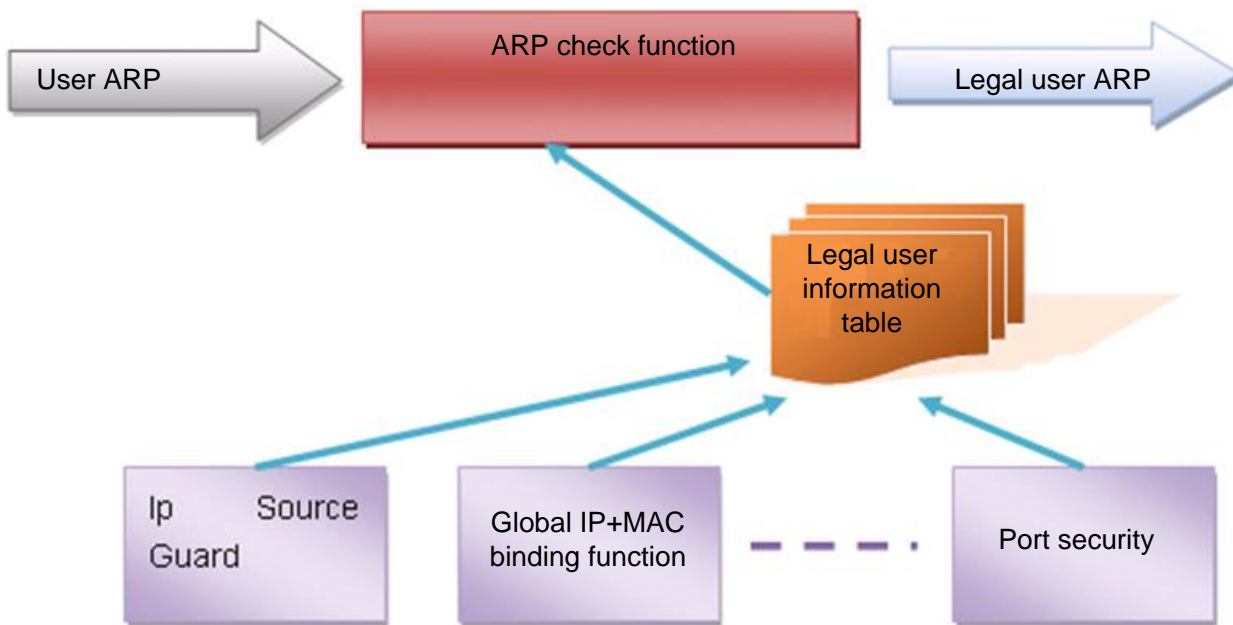 User ARP
ARP check function
Legal user ARP
Legal user
information
table
Ip Source
Guard
Global IP+MAC
binding function
Port security